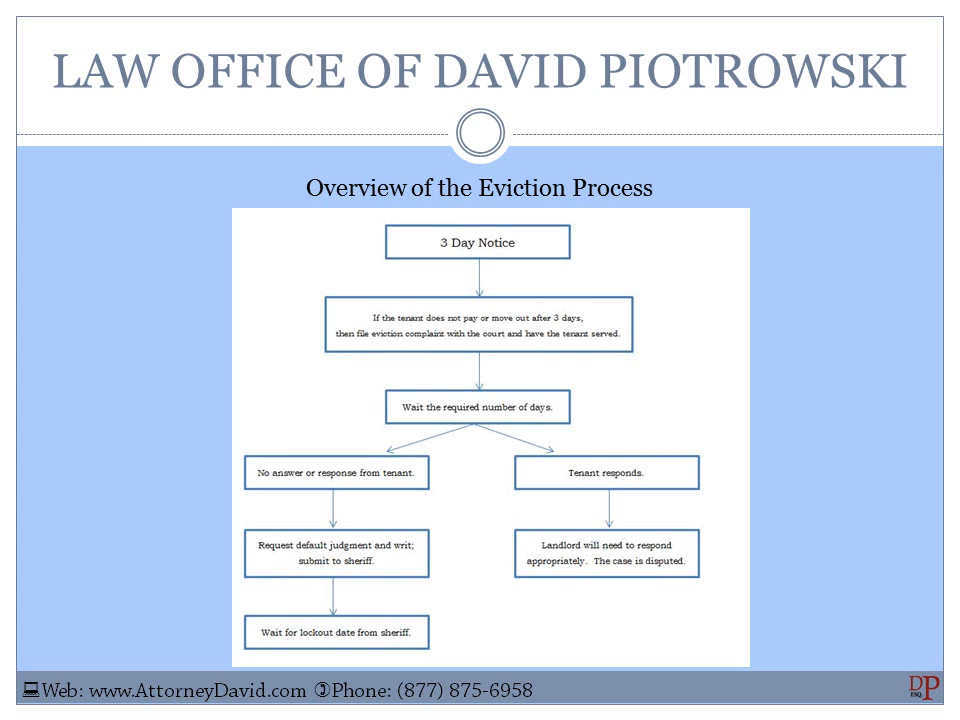 LAW OFFICE OF DAVID PIOTROWSKI
Overview of the Eviction Process
3 Day Notice
If the tenant does not pay or move out after 3 days,
then file eviction complaint with the court and have the tenant served.
Wait the required number of days.
No answer or response from tenant.
Tenant responds.
Request default judgment and writ;
submit to sheriff.
Landlord will need to respond
appropriately.  The case is disputed.
Wait for lockout date from sheriff.
Web: www.AttorneyDavid.com Phone: (877) 875-6958
DP
ESQ.